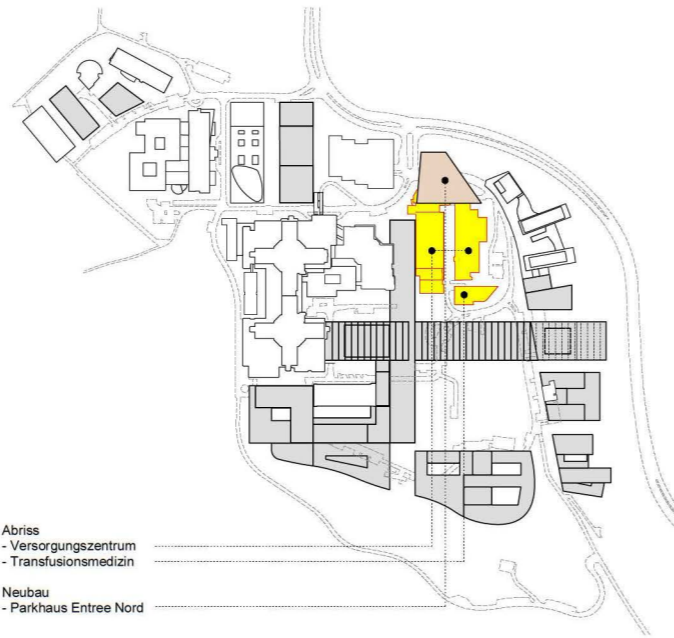 Abriss
- Versorgungszentrum
- Transfusionsmedizin
Neubau
- Parkhaus Entree Nord